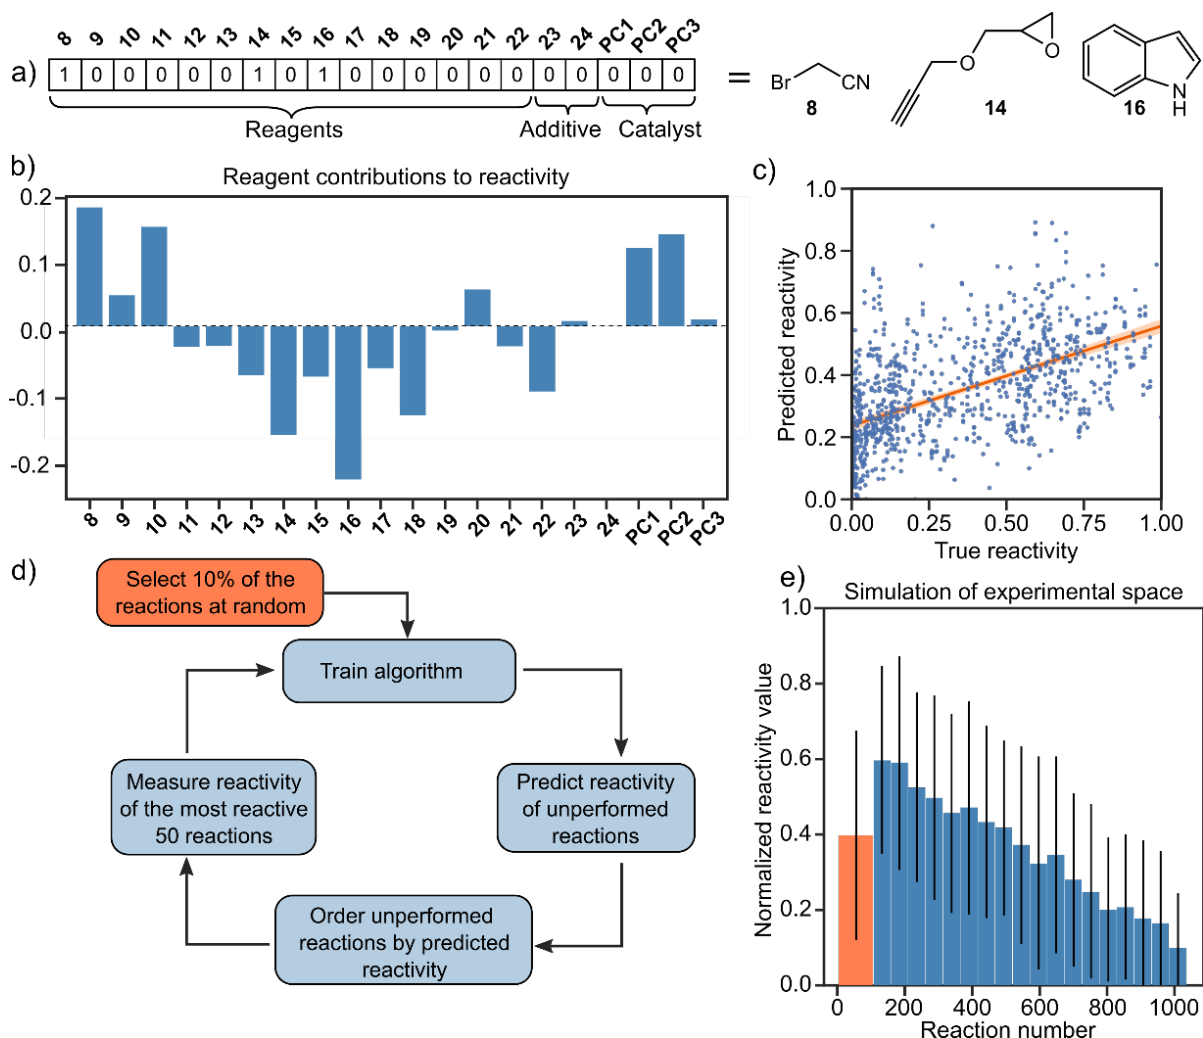 8 9 10 11 12 13 14 15 16 17 18 19 20 21 22 23 24 PC1 PC2 PC3
a) 1 0 0 0 0 0 1 0 1 0 0 0 0 0 0 0 0 0 0 0 =
Reagents Additive Catalyst
Br CN
8
O O
14
N
H
16
b)
Reagent contributions to reactivity
0.2
0.1
0.0
-0.1
-0.2
8 9 10 11 12 13 14 15 16 17 18 19 20 21 22 23 24 PC1 PC2 PC3
c)
Predicted reactivity
1.0
0.8
0.6
0.4
0.2
0.0
0.00 0.25 0.50 0.75 1.00
True reactivity
d)
Select 10% of the
reactions at random
Train algorithm
Predict reactivity
of unperformed
reactions
Order unperformed
reactions by predicted
reactivity
Measure reactivity
of the most reactive
50 reactions
e)
Simulation of experimental space
Normalized reactivity value
1.0
0.8
0.6
0.4
0.2
0.0
0 200 400 600 800 1000
Reaction number